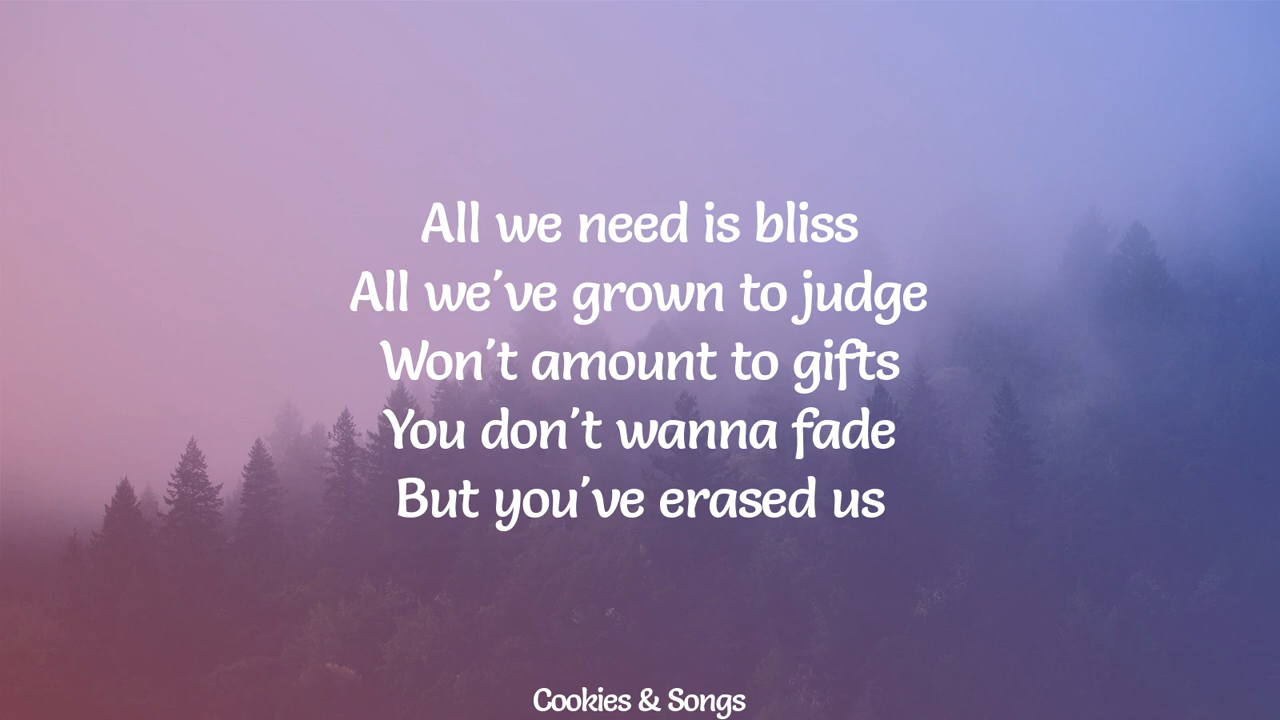 All we need is bliss
All we've grown to judge
Won't amount to gifts
You don't wanna fade
But you've erased us
Cookies & Songs